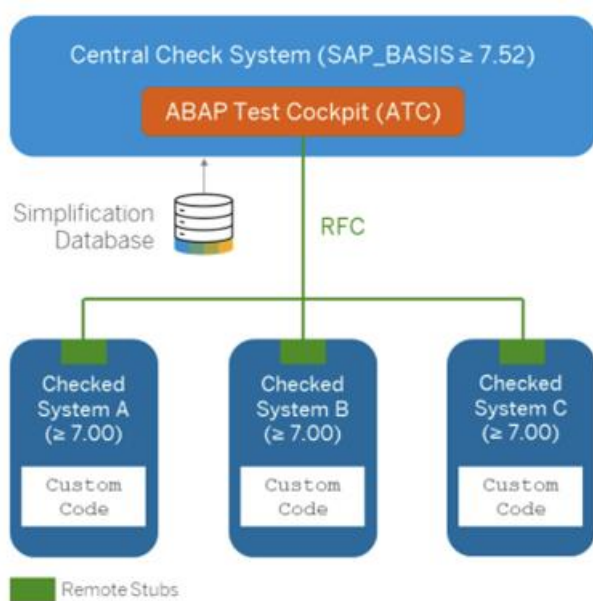 Central Check System (SAP_BASIS ≥ 7.52)
ABAP Test Cockpit (ATC)
Simplification
Database
RFC
Checked
System A
(≥ 7.00)
Custom
Code
Checked
System B
(≥ 7.00)
Custom
Code
Checked
System C
(≥ 7.00)
Custom
Code
Remote Stubs